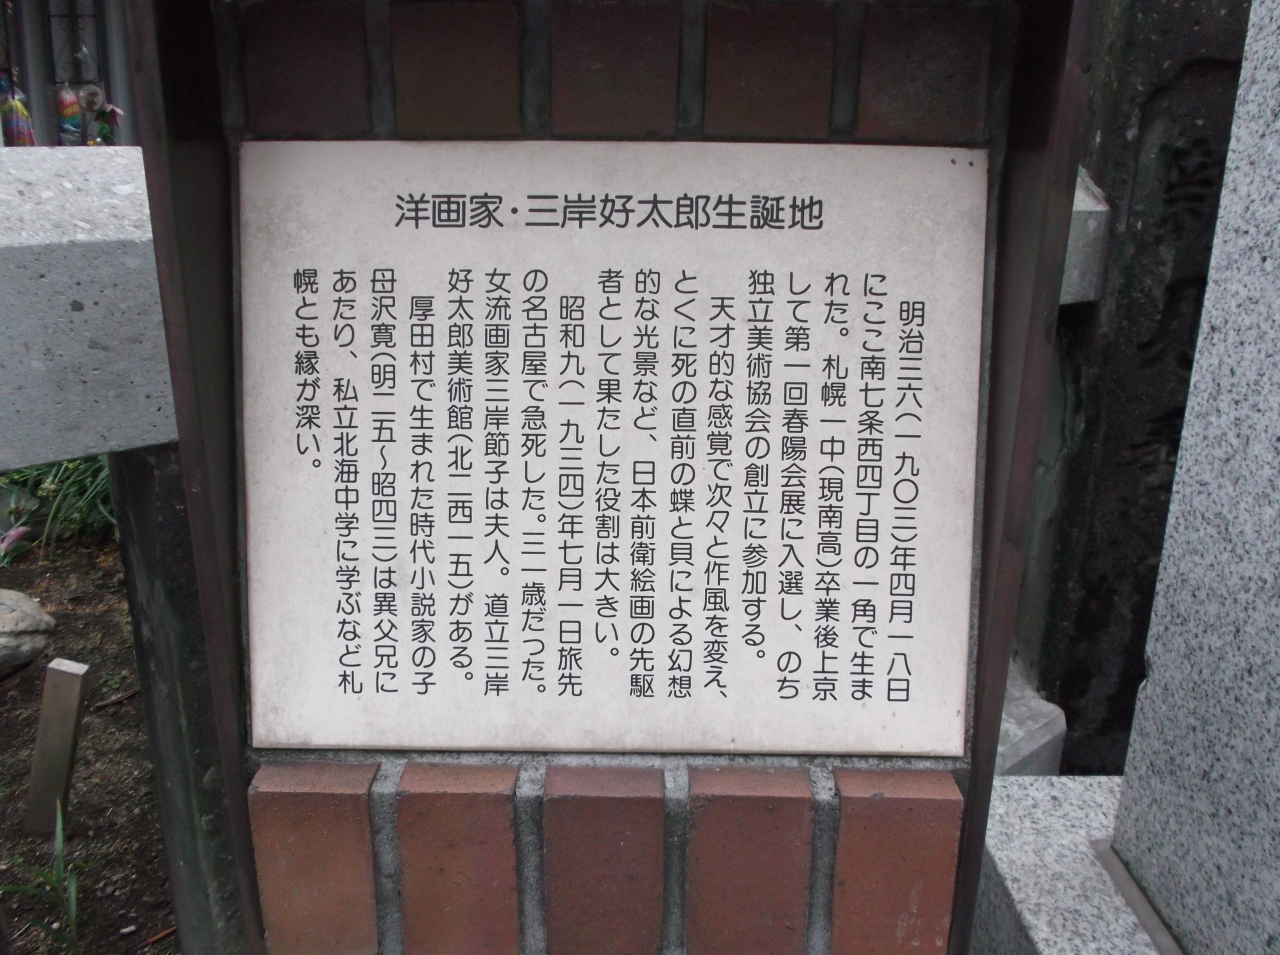 洋画家・三岸好太郎生誕地
明治三六(一九〇三)年四月一八日
にここ南七条西四丁目の一角で生ま
れた。札幌一中(現南高)卒業後上京
して第一回春陽会展に入選し、のち
独立美術協会の創立に参加する。
天才的な感覚で次々と作風を変え、
とくに死の直前の蝶と貝による幻想
的な光景など、日本前衛絵画の先駆
者として果たした役割は大きい。
昭和九(一九三四)年七月一日旅先
の名古屋で急死した。三一歳だった。
女流画家三岸節子は夫人。道立三岸
好太郎美術館(北二西一五)がある。
厚田村で生まれた時代小説家の子
母沢寛(明二五〜昭四三)は異父兄に
あたり、私立北海中学に学ぶなど札
幌とも縁が深い。